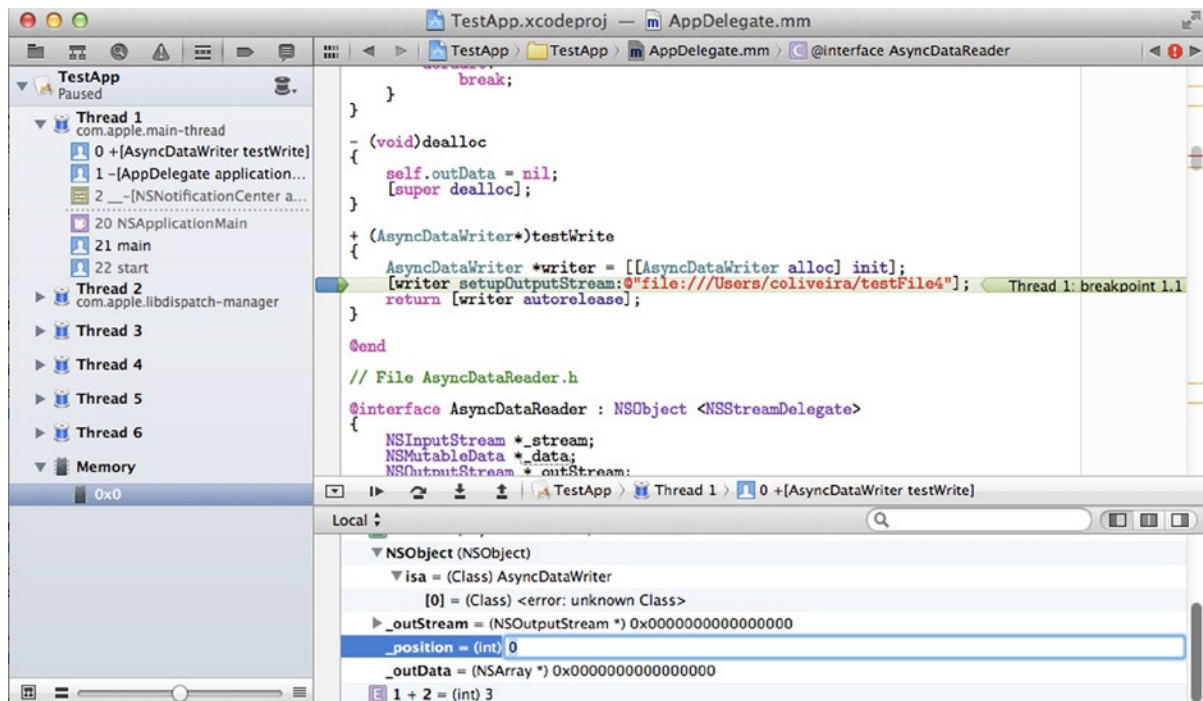 TestApp.xcodeproj — m AppDelegate.mm
TestApp > TestApp > m AppDelegate.mm > C @interface AsyncDataReader
TestApp
Paused
Thread 1
com.apple.main-thread
0 +[AsyncDataWriter testWrite]
1 -[AppDelegate application...
2 __-[NSNotificationCenter a...
20 NSApplicationMain
21 main
22 start
Thread 2
com.apple.libdispatch-manager
Thread 3
Thread 4
Thread 5
Thread 6
Memory
0x0
default:
break;
}
}
- (void)dealloc
{
self.outData = nil;
[super dealloc];
}
+ (AsyncDataWriter*)testWrite
{
AsyncDataWriter *writer = [[AsyncDataWriter alloc] init];
[writer setupOutputStream:@"file:///Users/coliveira/testFile4"]; Thread 1: breakpoint 1.1
return [writer autorelease];
}
@end
// File AsyncDataReader.h
@interface AsyncDataReader : NSObject <NSStreamDelegate>
{
NSInputStream *_stream;
NSMutableData *_data;
NSOutputStream *_outStream;
TestApp > Thread 1 > 0 +[AsyncDataWriter testWrite]
Local
NSObject (NSObject)
isa = (Class) AsyncDataWriter
[0] = (Class) <error: unknown Class>
_outStream = (NSOutputStream *) 0x0000000000000000
_position = (int) 0
_outData = (NSArray *) 0x0000000000000000
E 1 + 2 = (int) 3